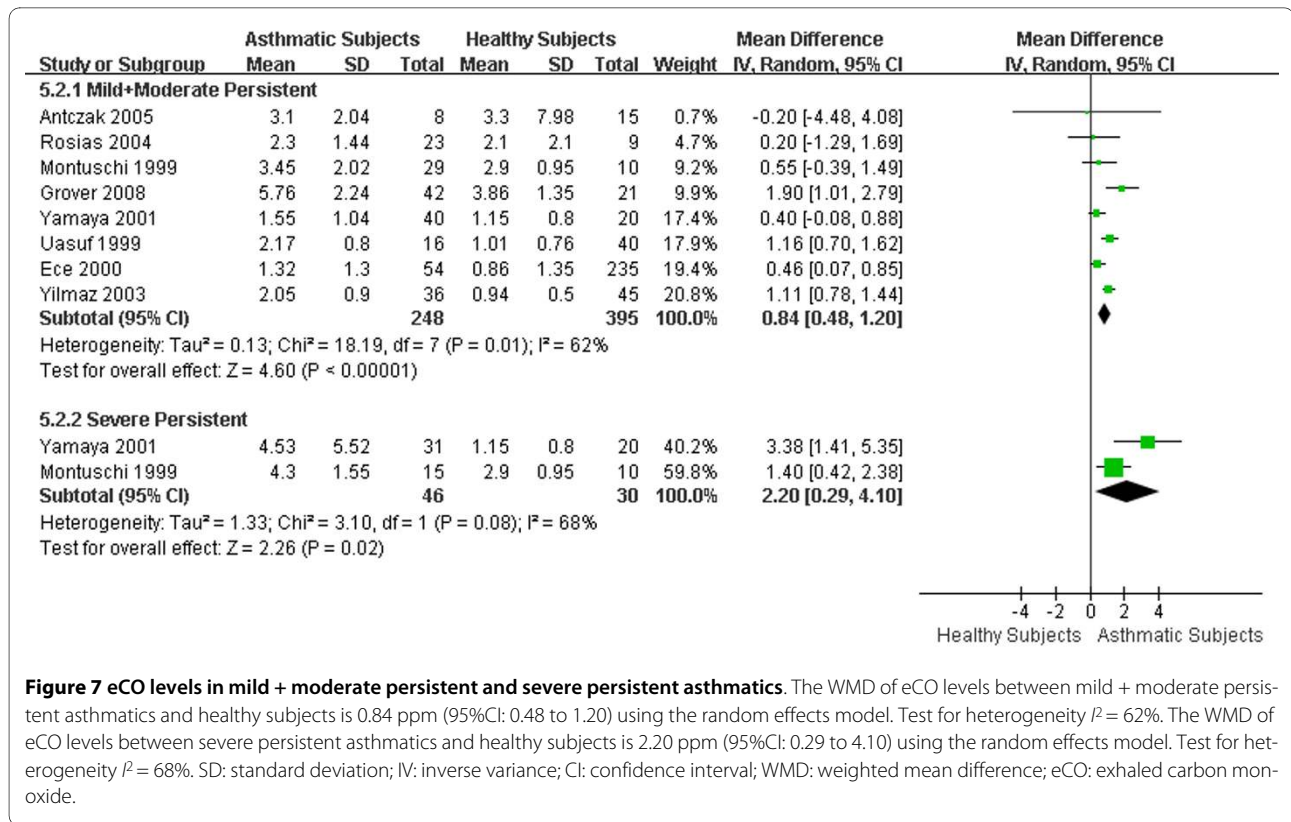 Asthmatic Subjects Healthy Subjects Mean Difference Mean Difference
Study or Subgroup Mean SD Total Mean SD Total Weight IV, Random, 95% CI IV, Random, 95% CI
5.2.1 Mild+Moderate Persistent
Antczak 2005 3.1 2.04 8 3.3 7.98 15 0.7% -0.20 [-4.48, 4.08]
Rosias 2004 2.3 1.44 23 2.1 2.1 9 4.7% 0.20 [-1.29, 1.69]
Montuschi 1999 3.45 2.02 29 2.9 0.95 10 9.2% 0.55 [-0.39, 1.49]
Grover 2008 5.76 2.24 42 3.86 1.35 21 9.9% 1.90 [1.01, 2.79]
Yamaya 2001 1.55 1.04 40 1.15 0.8 20 17.4% 0.40 [-0.08, 0.88]
Uasuf 1999 2.17 0.8 16 1.01 0.76 40 17.9% 1.16 [0.70, 1.62]
Ece 2000 1.32 1.3 54 0.86 1.35 235 19.4% 0.46 [0.07, 0.85]
Yilmaz 2003 2.05 0.9 36 0.94 0.5 45 20.8% 1.11 [0.78, 1.44]
Subtotal (95% CI) 248 395 100.0% 0.84 [0.48, 1.20]
Heterogeneity: Tau² = 0.13; Chi² = 18.19, df = 7 (P = 0.01); I² = 62%
Test for overall effect: Z = 4.60 (P < 0.00001)
5.2.2 Severe Persistent
Yamaya 2001 4.53 5.52 31 1.15 0.8 20 40.2% 3.38 [1.41, 5.35]
Montuschi 1999 4.3 1.55 15 2.9 0.95 10 59.8% 1.40 [0.42, 2.38]
Subtotal (95% CI) 46 30 100.0% 2.20 [0.29, 4.10]
Heterogeneity: Tau² = 1.33; Chi² = 3.10, df = 1 (P = 0.08); I² = 68%
Test for overall effect: Z = 2.26 (P = 0.02)
-4 -2 0 2 4
Healthy Subjects Asthmatic Subjects
Figure 7 eCO levels in mild + moderate persistent and severe persistent asthmatics. The WMD of eCO levels between mild + moderate persis-
tent asthmatics and healthy subjects is 0.84 ppm (95%CI: 0.48 to 1.20) using the random effects model. Test for heterogeneity I² = 62%. The WMD of
eCO levels between severe persistent asthmatics and healthy subjects is 2.20 ppm (95%CI: 0.29 to 4.10) using the random effects model. Test for het-
erogeneity I² = 68%. SD: standard deviation; IV: inverse variance; CI: confidence interval; WMD: weighted mean difference; eCO: exhaled carbon mon-
oxide.